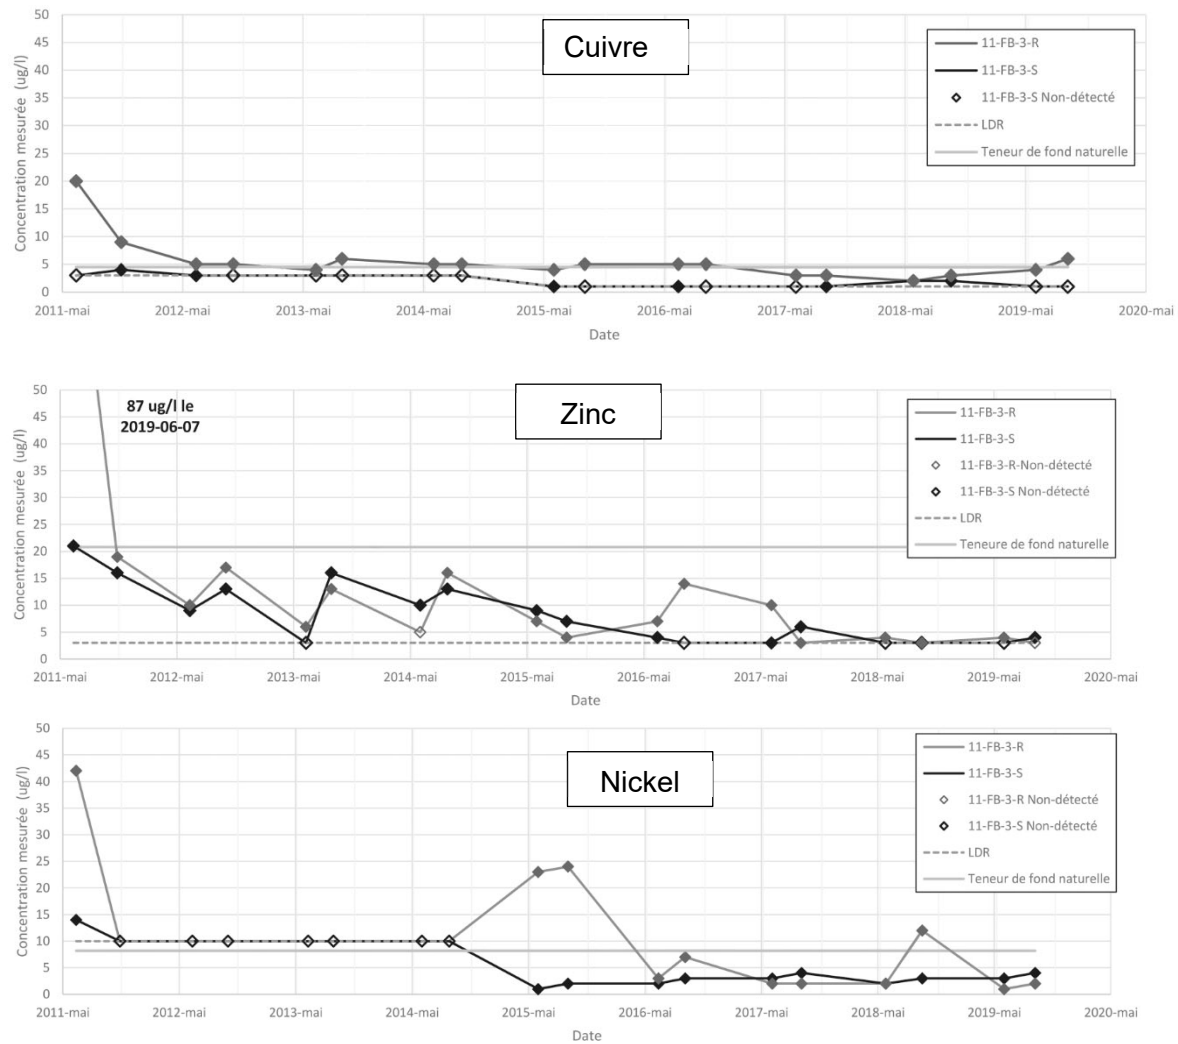 Cuivre
Concentration mesurée (ug/l)
50
45
40
35
30
25
20
15
10
5
0
2011-mai 2012-mai 2013-mai 2014-mai 2015-mai 2016-mai 2017-mai 2018-mai 2019-mai 2020-mai
Date
11-FB-3-R
11-FB-3-S
11-FB-3-S Non-détecté
LDR
Teneur de fond naturelle
Zinc
87 ug/l le
2019-06-07
Concentration mesurée (ug/l)
50
45
40
35
30
25
20
15
10
5
0
2011-mai 2012-mai 2013-mai 2014-mai 2015-mai 2016-mai 2017-mai 2018-mai 2019-mai 2020-mai
Date
11-FB-3-R
11-FB-3-S
11-FB-3-R-Non-détecté
11-FB-3-S Non-détecté
LDR
Teneure de fond naturelle
Nickel
Concentration mesurée (ug/l)
50
45
40
35
30
25
20
15
10
5
0
2011-mai 2012-mai 2013-mai 2014-mai 2015-mai 2016-mai 2017-mai 2018-mai 2019-mai 2020-mai
Date
11-FB-3-R
11-FB-3-S
11-FB-3-R Non-détecté
11-FB-3-S Non-détecté
LDR
Teneur de fond naturelle